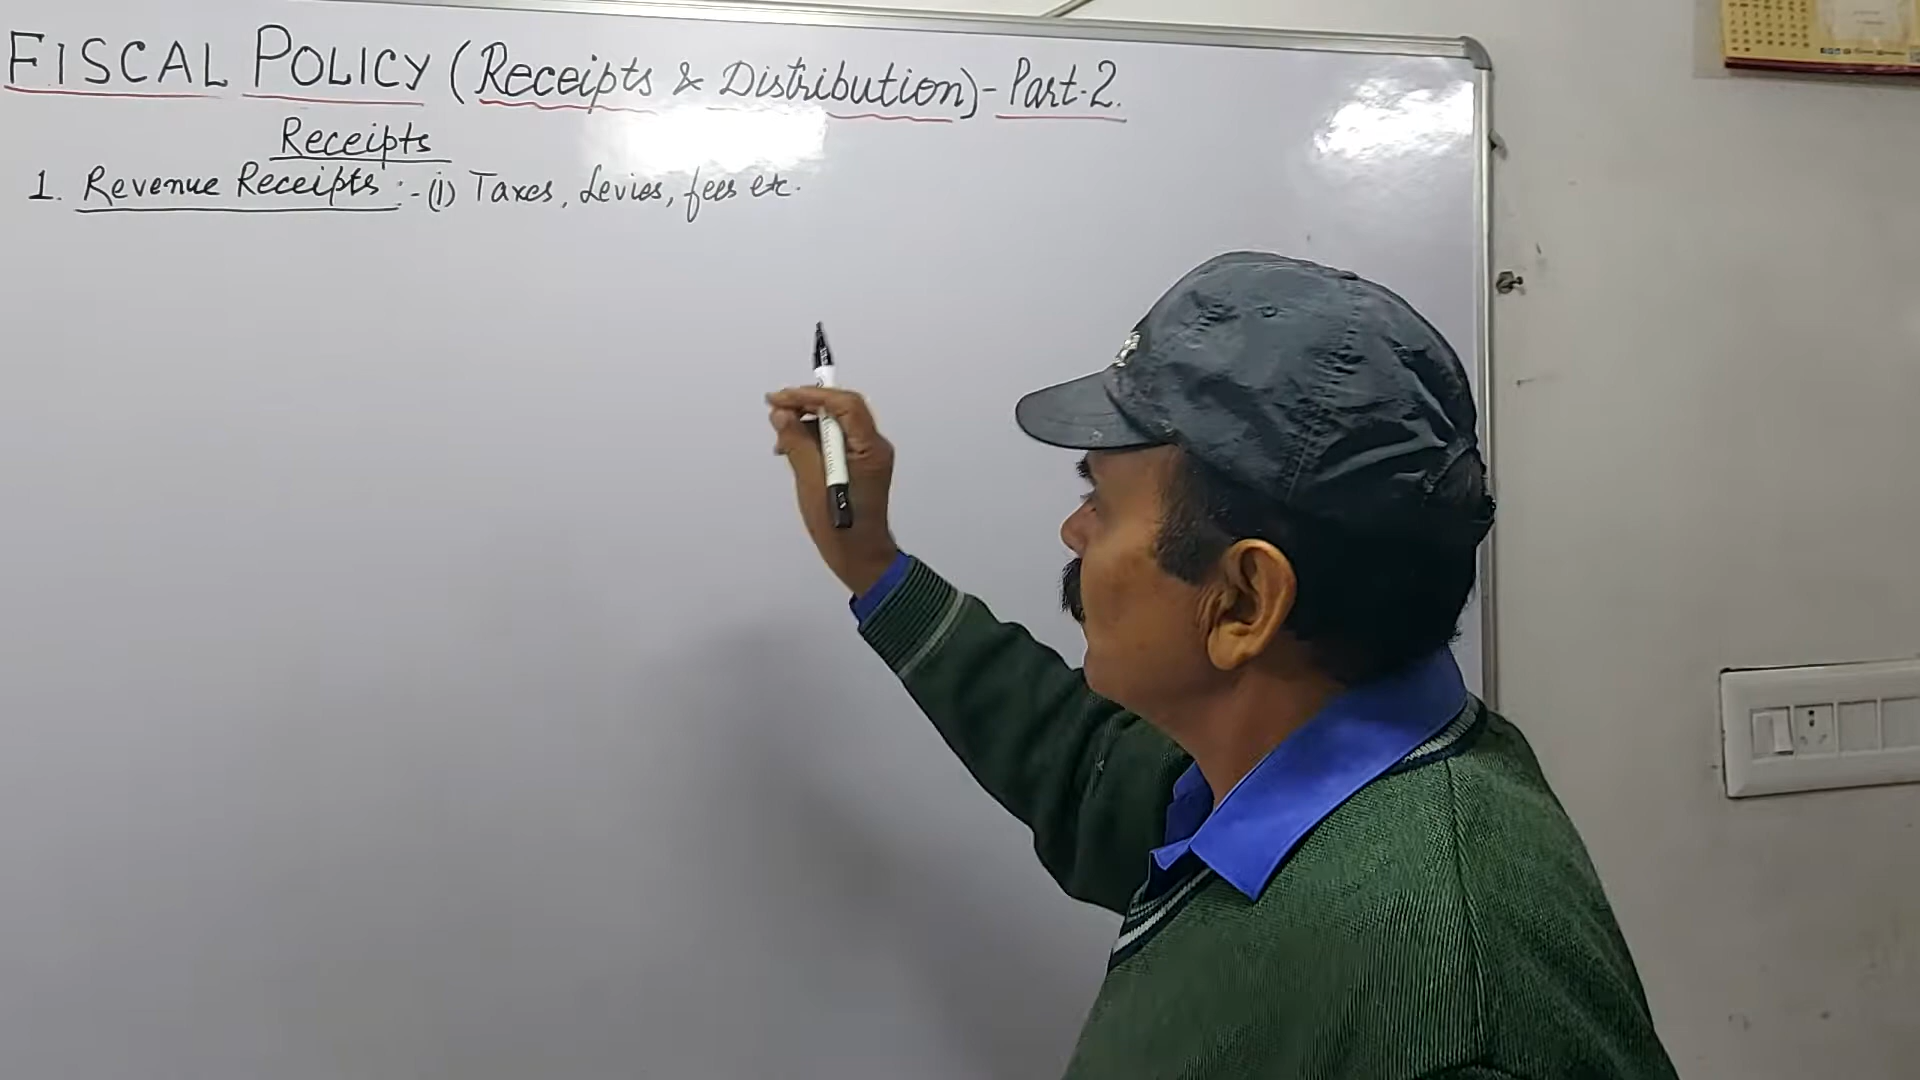 FISCAL POLICY (Receipts & Distribution) - Part-2.
Receipts
1. Revenue Receipts :- (i) Taxes, Levies, fees etc.